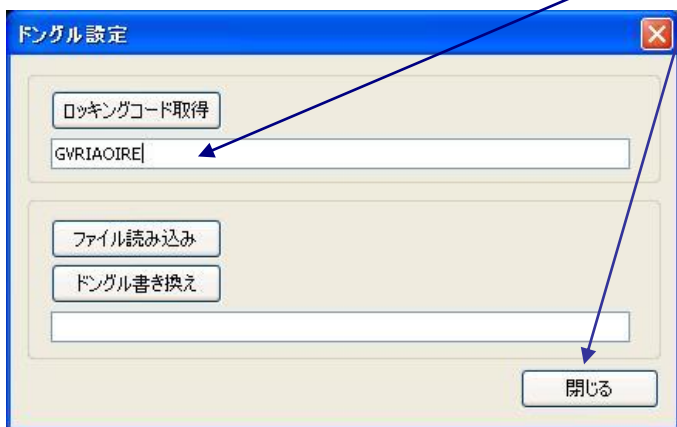 ドングル設定
ロッキングコード取得
GVRIAOIRE
ファイル読み込み
ドングル書き換え
閉じる